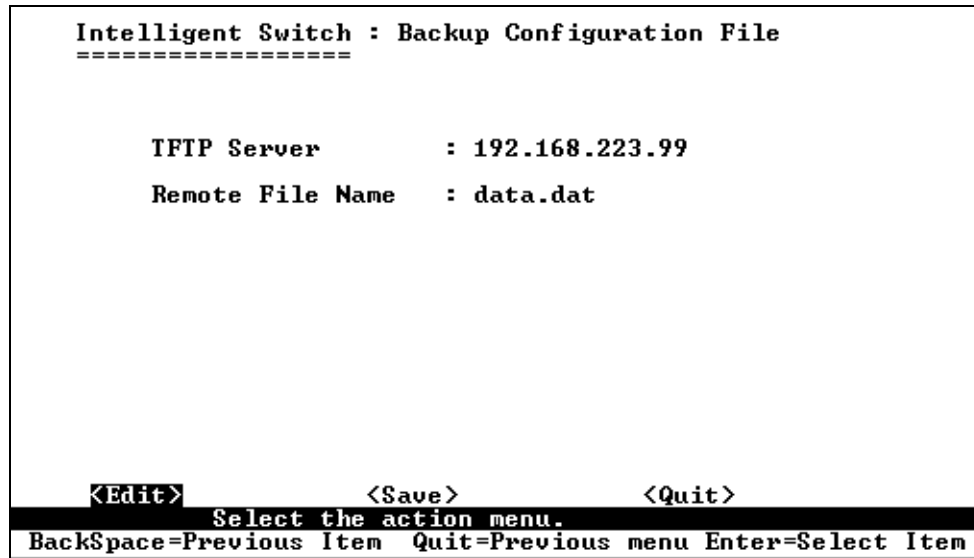 Intelligent Switch : Backup Configuration File
==================
TFTP Server : 192.168.223.99
Remote File Name : data.dat
<Edit> <Save> <Quit>
Select the action menu.
BackSpace=Previous Item Quit=Previous menu Enter=Select Item